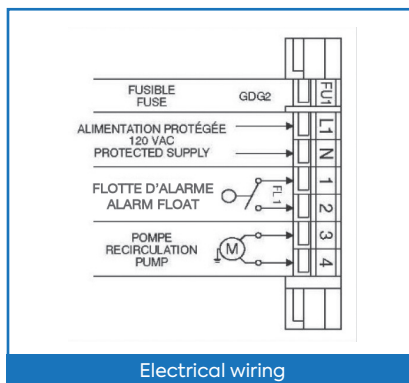 FUSIBLE
FUSE
GDG2
FU1
ALIMENTATION PROTÉGÉE
120 VAC
PROTECTED SUPPLY
L1
N
FLOTTE D'ALARME
ALARM FLOAT
FL 1
1
2
POMPE
RECIRCULATION
PUMP
M
3
4
Electrical wiring